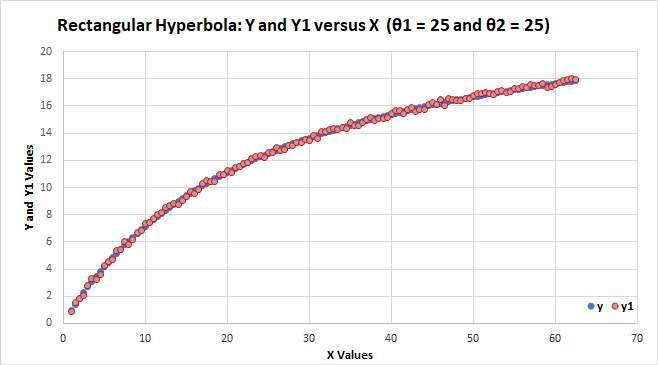 Rectangular Hyperbola: Y and Y1 versus X (θ1 = 25 and θ2 = 25)
20
18
16
14
12
10
8
6
4
2
0
Y and Y1 Values
y y1
0 10 20 30 40 50 60 70
X Values